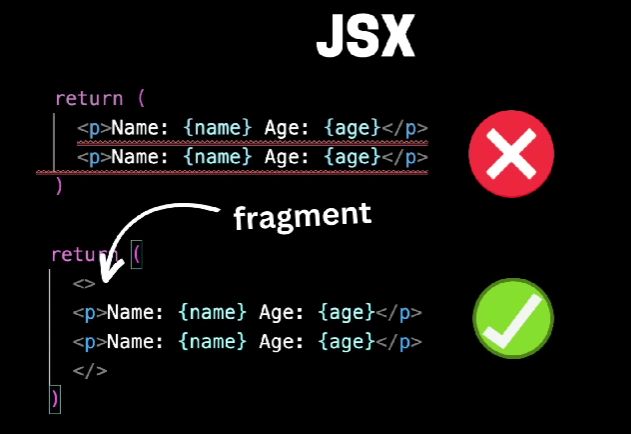 JSX
return (
<p>Name: {name} Age: {age}</p>
<p>Name: {name} Age: {age}</p>
)
fragment
return (
<>
<p>Name: {name} Age: {age}</p>
<p>Name: {name} Age: {age}</p>
</>
)